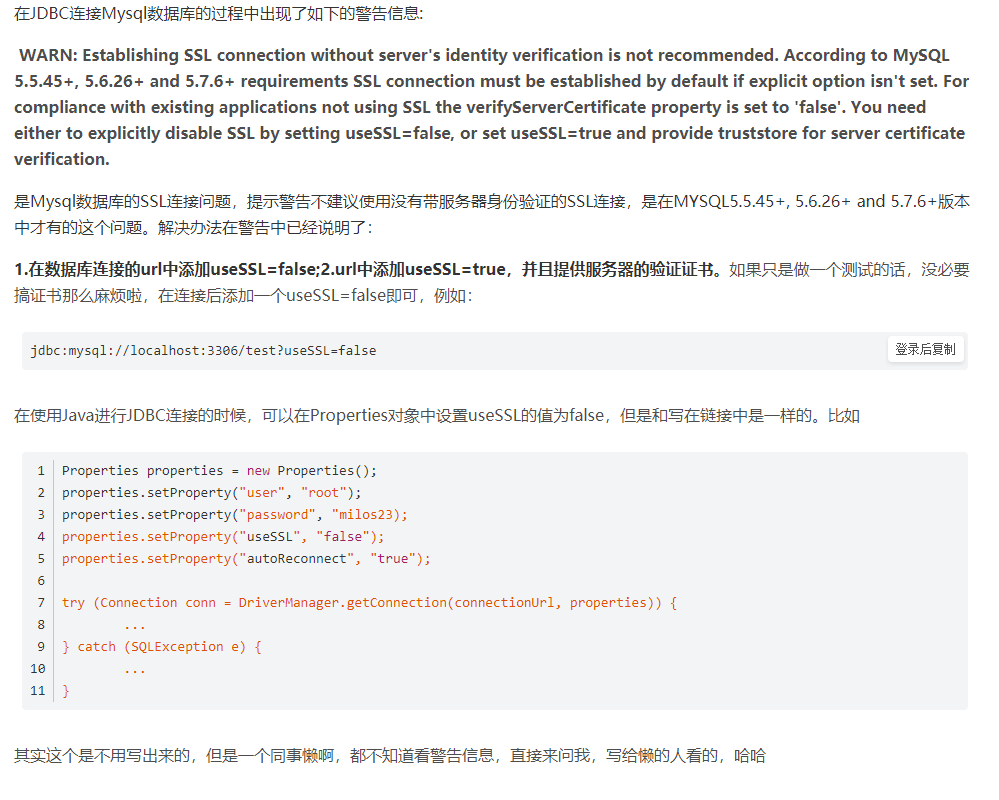 在JDBC连接Mysql数据库的过程中出现了如下的警告信息:
WARN: Establishing SSL connection without server's identity verification is not recommended. According to MySQL
5.5.45+, 5.6.26+ and 5.7.6+ requirements SSL connection must be established by default if explicit option isn't set. For
compliance with existing applications not using SSL the verifyServerCertificate property is set to 'false'. You need
either to explicitly disable SSL by setting useSSL=false, or set useSSL=true and provide truststore for server certificate
verification.
是Mysql数据库的SSL连接问题，提示警告不建议使用没有带服务器身份验证的SSL连接，是在MYSQL5.5.45+, 5.6.26+ and 5.7.6+版本
中才有的这个问题。解决办法在警告中已经说明了：
1.在数据库连接的url中添加useSSL=false;2.url中添加useSSL=true，并且提供服务器的验证证书。如果只是做一个测试的话，没必要
搞证书那么麻烦啦，在连接后添加一个useSSL=false即可，例如：
jdbc:mysql://localhost:3306/test?useSSL=false
登录后复制
在使用Java进行JDBC连接的时候，可以在Properties对象中设置useSSL的值为false，但是和写在链接中是一样的。比如
1 Properties properties = new Properties();
2 properties.setProperty("user", "root");
3 properties.setProperty("password", "milos23);
4 properties.setProperty("useSSL", "false");
5 properties.setProperty("autoReconnect", "true");
6
7 try (Connection conn = DriverManager.getConnection(connectionUrl, properties)) {
8 ...
9 } catch (SQLException e) {
10 ...
11 }
其实这个是不用写出来的，但是一个同事懒啊，都不知道看警告信息，直接来问我，写给懒的人看的，哈哈